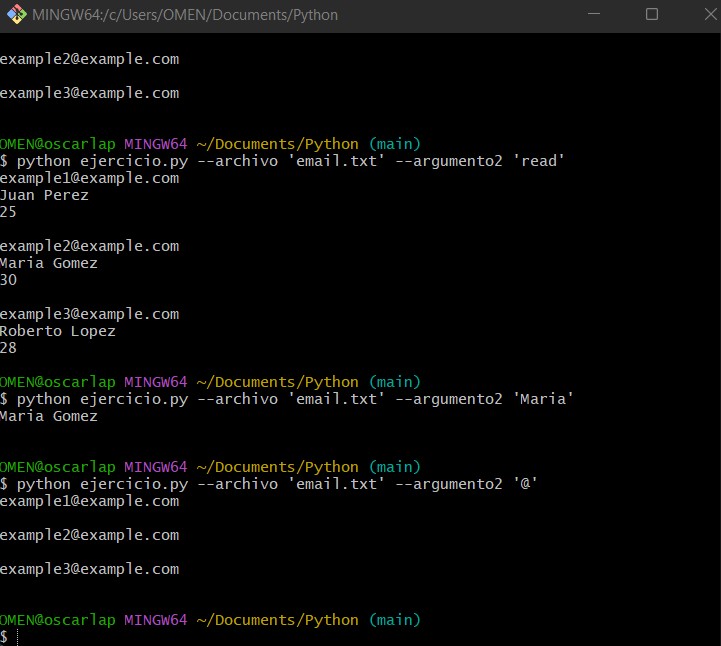 MINGW64:/c/Users/OMEN/Documents/Python
example2@example.com
example3@example.com
OMEN@oscarlap MINGW64 ~/Documents/Python (main)
$ python ejercicio.py --archivo 'email.txt' --argumento2 'read'
example1@example.com
Juan Perez
25
example2@example.com
Maria Gomez
30
example3@example.com
Roberto Lopez
28
OMEN@oscarlap MINGW64 ~/Documents/Python (main)
$ python ejercicio.py --archivo 'email.txt' --argumento2 'Maria'
Maria Gomez
OMEN@oscarlap MINGW64 ~/Documents/Python (main)
$ python ejercicio.py --archivo 'email.txt' --argumento2 '@'
example1@example.com
example2@example.com
example3@example.com
OMEN@oscarlap MINGW64 ~/Documents/Python (main)
$